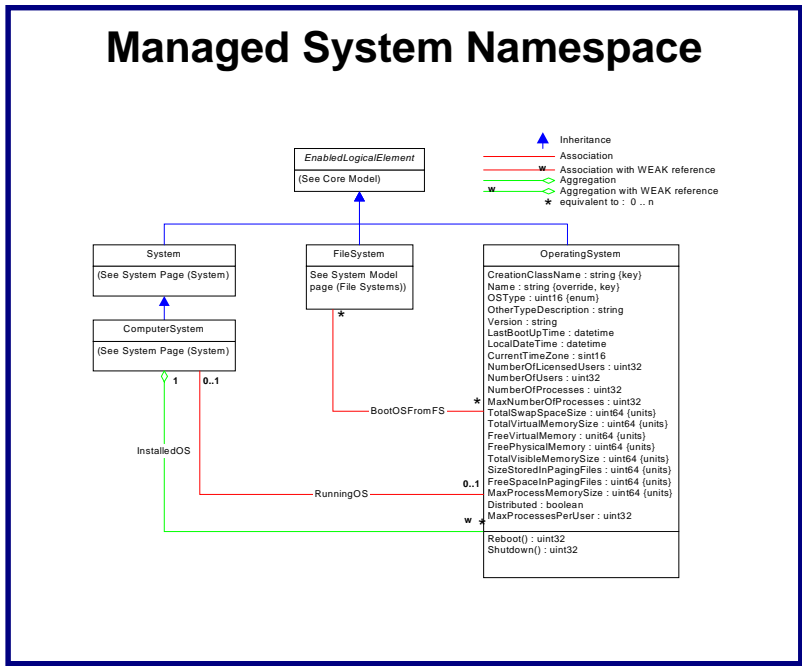 Managed System Namespace
Inheritance
Association
w
Association with WEAK reference
Aggregation
w
Aggregation with WEAK reference
* equivalent to : 0 .. n
EnabledLogicalElement
(See Core Model)
System
(See System Page (System)
FileSystem
See System Model
page (File Systems))
ComputerSystem
(See System Page (System)
OperatingSystem
CreationClassName : string {key}
Name : string {override, key}
OSType : uint16 {enum}
OtherTypeDescription : string
Version : string
LastBootUpTime : datetime
LocalDateTime : datetime
CurrentTimeZone : sint16
NumberOfLicensedUsers : uint32
NumberOfUsers : uint32
NumberOfProcesses : uint32
MaxNumberOfProcesses : uint32
TotalSwapSpaceSize : uint64 {units}
TotalVirtualMemorySize : uint64 {units}
FreeVirtualMemory : unit64 {units}
FreePhysicalMemory : uint64 {units}
TotalVisibleMemorySize : uint64 {units}
SizeStoredInPagingFiles : uint64 {units}
FreeSpaceInPagingFiles : uint64 {units}
MaxProcessMemorySize : uint64 {units}
Distributed : boolean
MaxProcessesPerUser : uint32
Reboot() : uint32
Shutdown() : uint32
*
1
0..1
*
BootOSFromFS
InstalledOS
0..1
RunningOS
w *